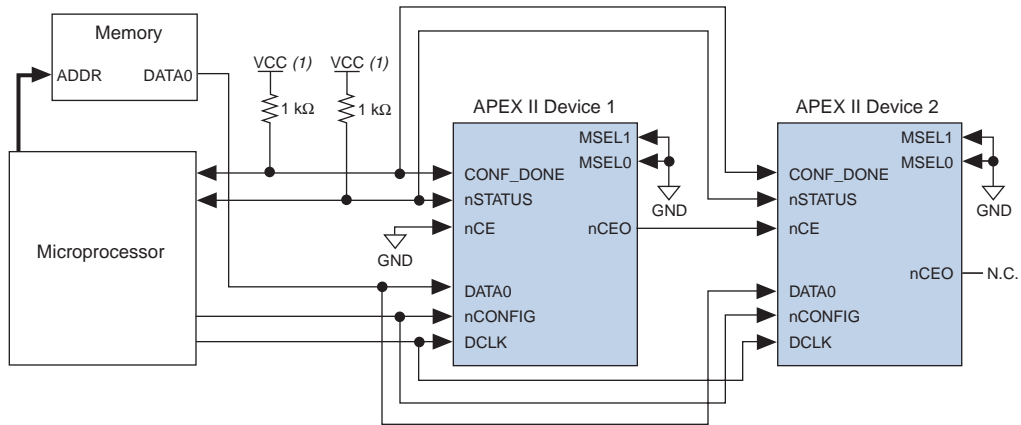 Memory
ADDR
DATA0
VCC (1)
VCC (1)
1 kΩ
1 kΩ
APEX II Device 1
APEX II Device 2
MSEL1
MSEL0
GND
CONF_DONE
nSTATUS
nCE
nCEO
GND
DATA0
nCONFIG
DCLK
MSEL1
MSEL0
GND
CONF_DONE
nSTATUS
nCE
nCEO
N.C.
DATA0
nCONFIG
DCLK
Microprocessor